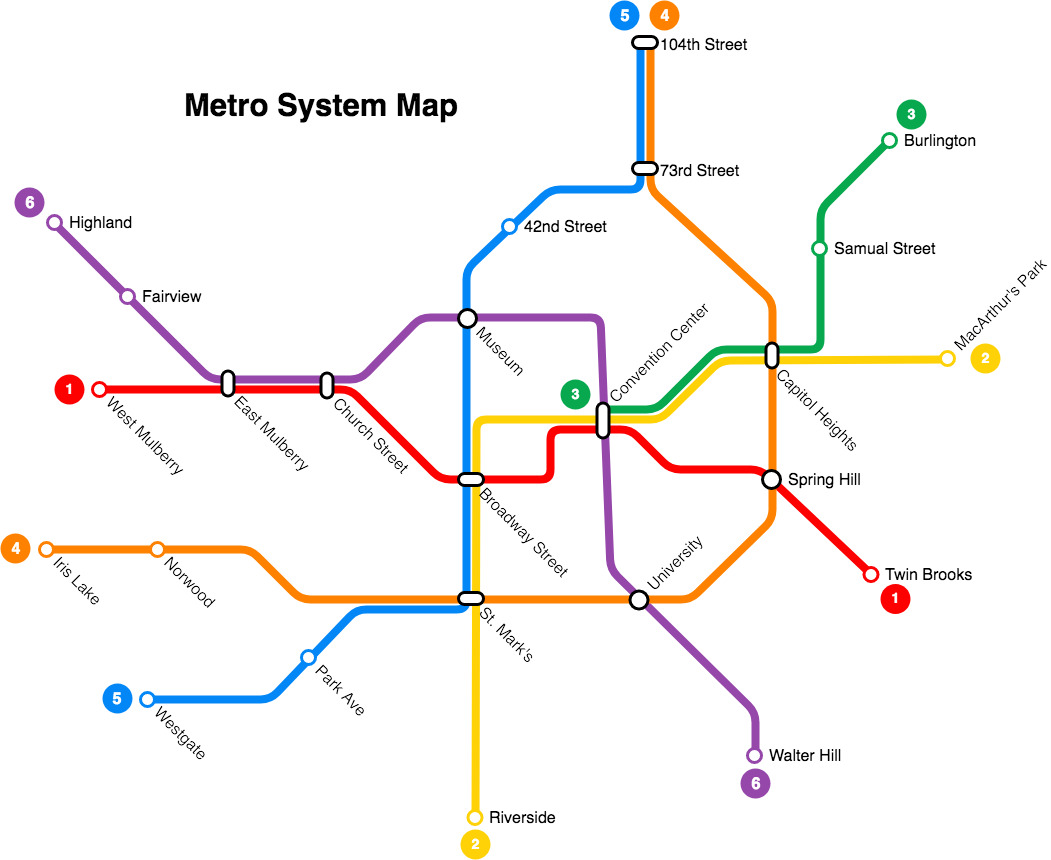 5
4
104th Street
Metro System Map
3
Burlington
73rd Street
6
Highland
42nd Street
Samual Street
MacArthur's Park
Fairview
Museum
Convention Center
2
1
West Mulberry
East Mulberry
Church Street
3
Capitol Heights
Broadway Street
Spring Hill
4
Iris Lake
Norwood
University
Twin Brooks
1
St. Mark's
Park Ave
5
Westgate
Walter Hill
6
Riverside
2